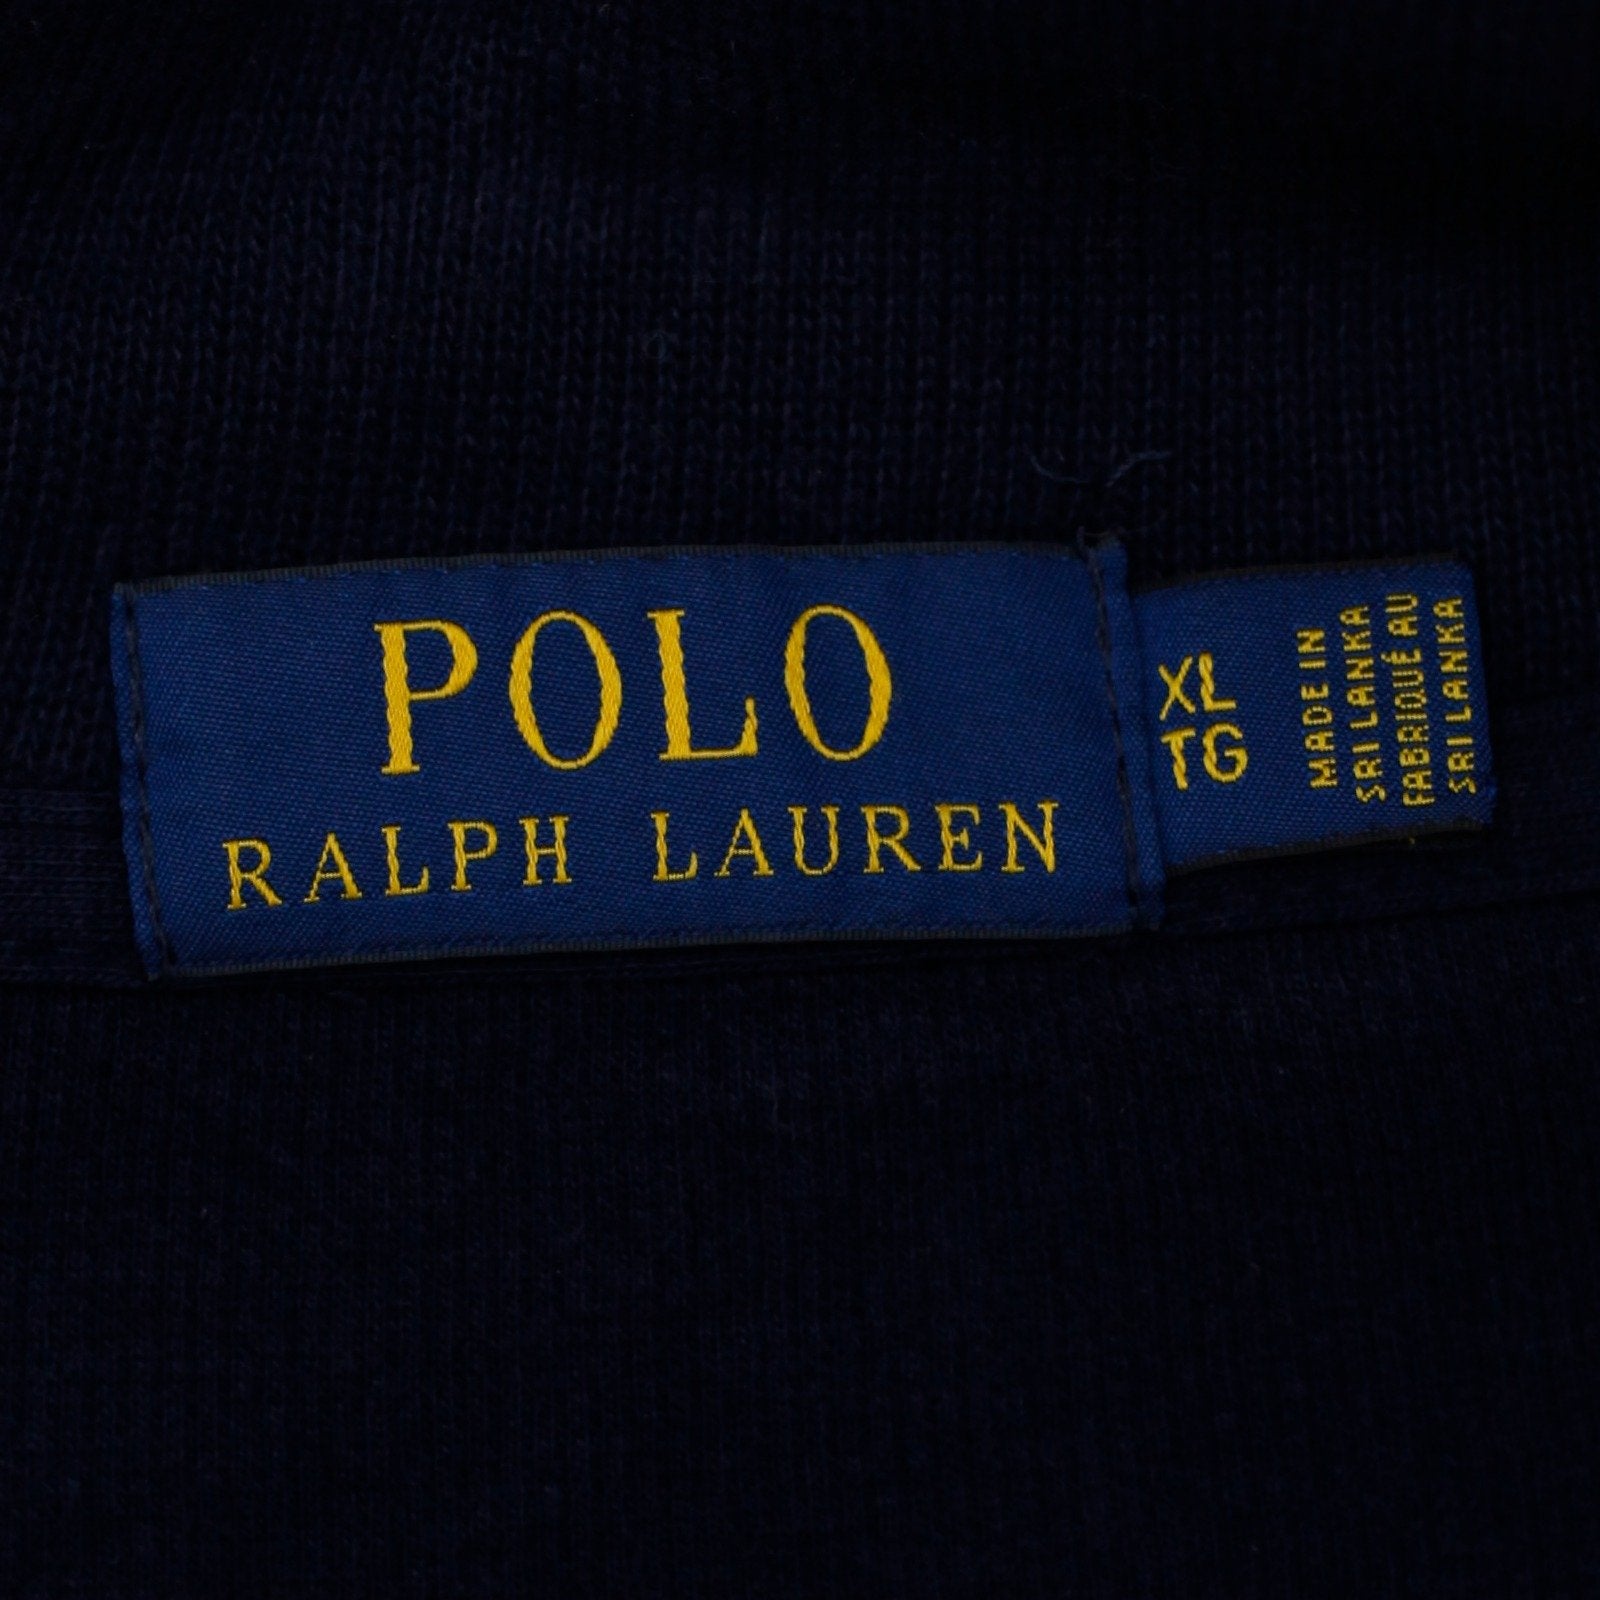 POLO
RALPH LAUREN
XL
TG
MADE IN
SRI LANKA
FABRIQUÉ AU
SRI LANKA